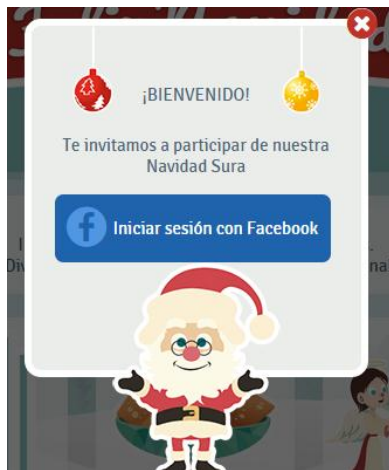 ¡BIENVENIDO!
Te invitamos a participar de nuestra
Navidad Sura
Iniciar sesión con Facebook